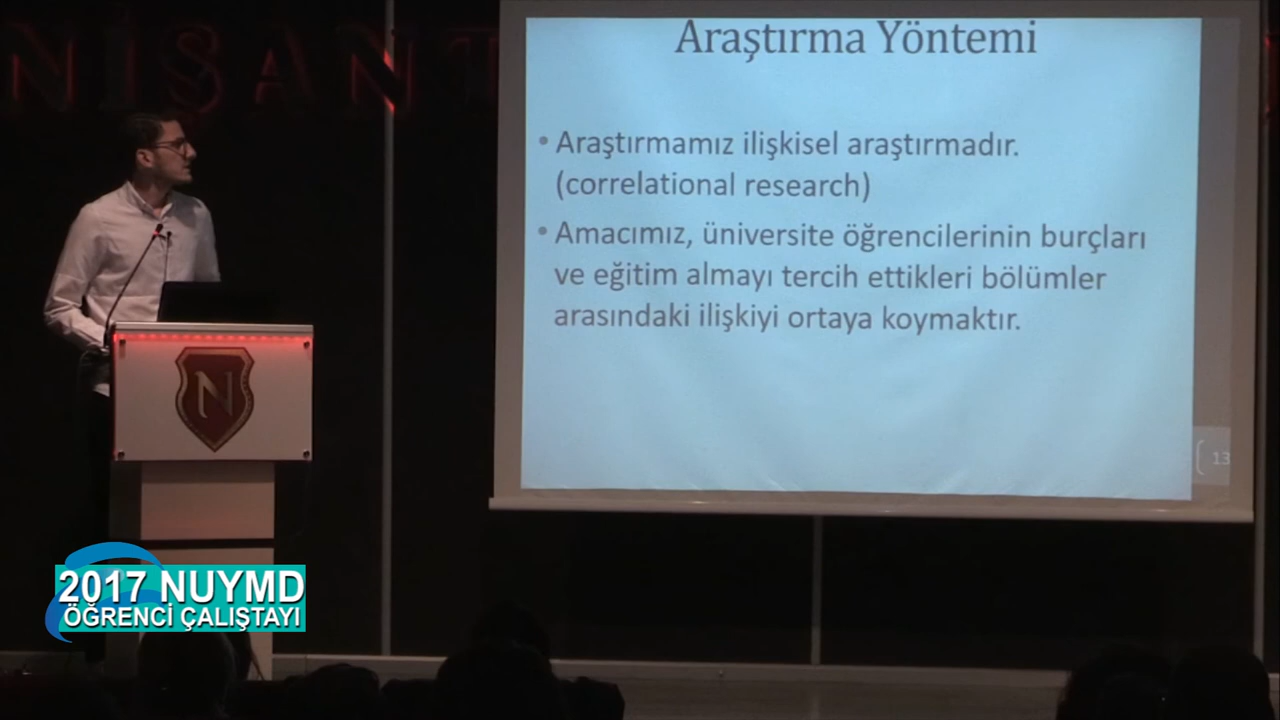 NİŞANT
Araştırma Yöntemi
• Araştırmamız ilişkisel araştırmadır.
(correlational research)
• Amacımız, üniversite öğrencilerinin burçları
ve eğitim almayı tercih ettikleri bölümler
arasındaki ilişkiyi ortaya koymaktır.
13
N
2017 NUYMD
ÖĞRENCİ ÇALIŞTAYI